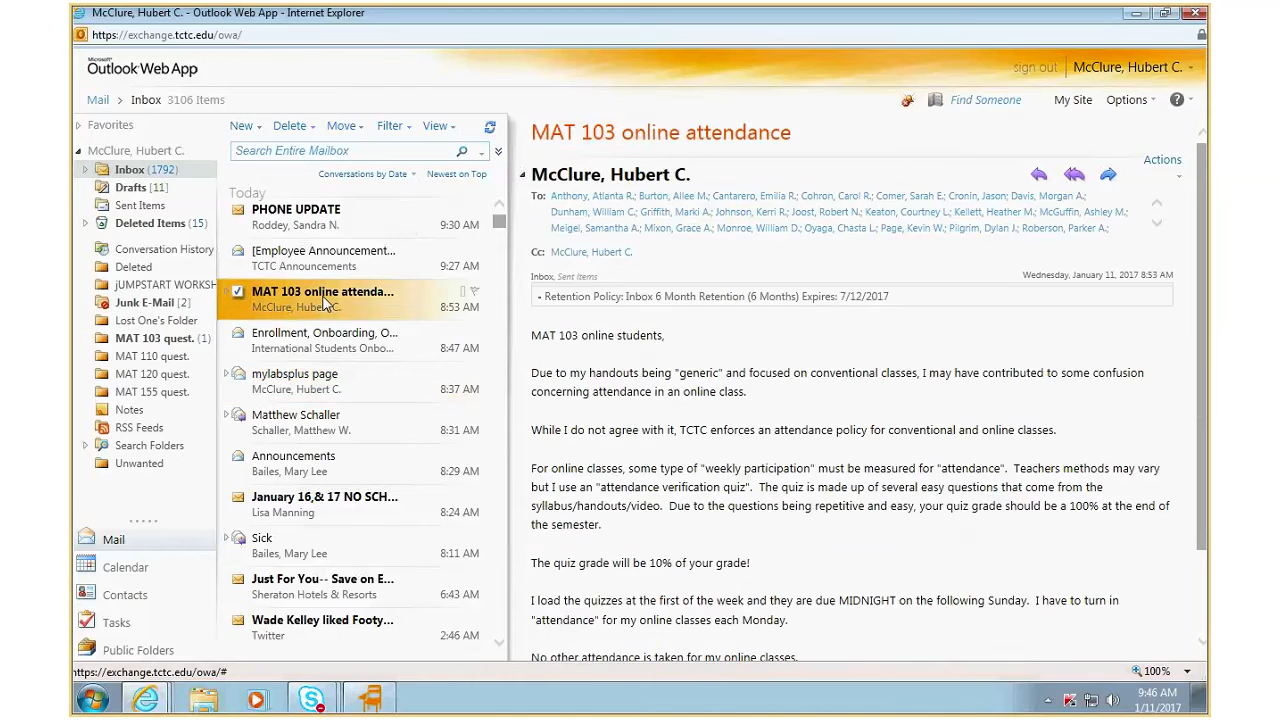 McClure, Hubert C. - Outlook Web App - Internet Explorer
https://exchange.tctc.edu/owa/
Microsoft
Outlook Web App
sign out
McClure, Hubert C.
Mail > Inbox 3106 Items
Find Someone
My Site
Options
Favorites
McClure, Hubert C.
Inbox (1792)
Drafts [11]
Sent Items
Deleted Items (15)
Conversation History
Deleted
jUMPSTART WORKSH
Junk E-Mail [2]
Lost One's Folder
MAT 103 quest. (1)
MAT 110 quest.
MAT 120 quest.
MAT 155 quest.
Notes
RSS Feeds
Search Folders
Unwanted
Mail
Calendar
Contacts
Tasks
Public Folders
New Delete Move Filter View
Search Entire Mailbox
Conversations by Date Newest on Top
Today
PHONE UPDATE
Roddey, Sandra N. 9:30 AM
[Employee Announcement...
TCTC Announcements 9:27 AM
MAT 103 online attenda...
McClure, Hubert C. 8:53 AM
Enrollment, Onboarding, O...
International Students Onbo... 8:47 AM
mylabsplus page
McClure, Hubert C. 8:37 AM
Matthew Schaller
Schaller, Matthew W. 8:31 AM
Announcements
Bailes, Mary Lee 8:29 AM
January 16,& 17 NO SCH...
Lisa Manning 8:24 AM
Sick
Bailes, Mary Lee 8:11 AM
Just For You-- Save on E...
Sheraton Hotels & Resorts 6:43 AM
Wade Kelley liked Footy...
Twitter 2:46 AM
MAT 103 online attendance
Actions
McClure, Hubert C.
To: Anthony, Atlanta R.; Burton, Allee M.; Cantarero, Emilia R.; Cohron, Carol R.; Comer, Sarah E.; Cronin, Jason; Davis, Morgan A.;
Dunham, William C.; Griffith, Marki A.; Johnson, Kerri R.; Joost, Robert N.; Keaton, Courtney L.; Kellett, Heather M.; McGuffin, Ashley M.;
Meigel, Samantha A.; Mixon, Grace A.; Monroe, William D.; Oyaga, Chasta L.; Page, Kevin W.; Pilgrim, Dylan J.; Roberson, Parker A.;
Cc: McClure, Hubert C.
Inbox, Sent Items
Wednesday, January 11, 2017 8:53 AM
• Retention Policy: Inbox 6 Month Retention (6 Months) Expires: 7/12/2017
MAT 103 online students,
Due to my handouts being "generic" and focused on conventional classes, I may have contributed to some confusion
concerning attendance in an online class.
While I do not agree with it, TCTC enforces an attendance policy for conventional and online classes.
For online classes, some type of "weekly participation" must be measured for "attendance". Teachers methods may vary
but I use an "attendance verification quiz". The quiz is made up of several easy questions that come from the
syllabus/handouts/video. Due to the questions being repetitive and easy, your quiz grade should be a 100% at the end of
the semester.
The quiz grade will be 10% of your grade!
I load the quizzes at the first of the week and they are due MIDNIGHT on the following Sunday. I have to turn in
"attendance" for my online classes each Monday.
No other attendance is taken for my online classes.
https://exchange.tctc.edu/owa/#
100%
9:46 AM
1/11/2017